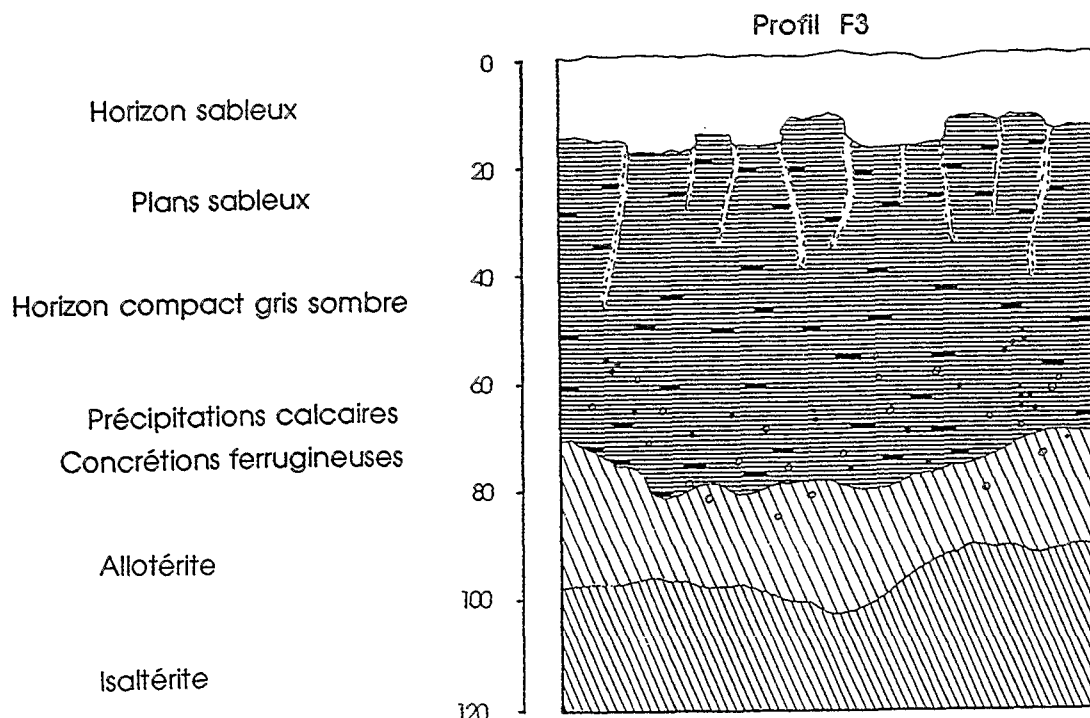 Profil F3
0
Horizon sableux
20
Plans sableux
40
Horizon compact gris sombre
60
Précipitations calcaires
Concrétions ferrugineuses
80
Allotérite
100
Isaltérite
120